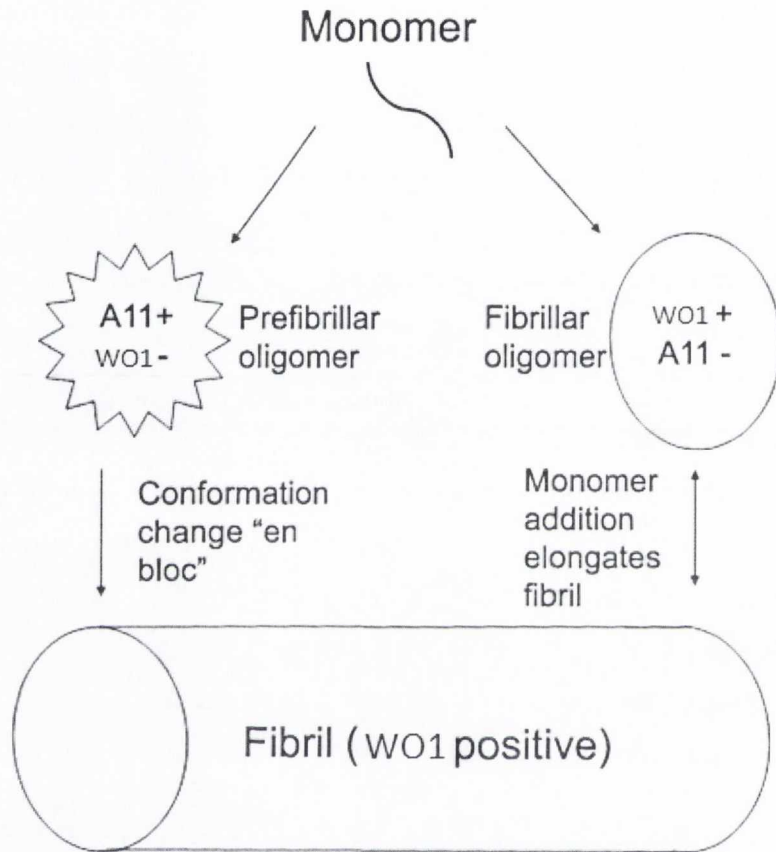 Monomer
A11+
WO1-
Prefibrillar
oligomer
Fibrillar
oligomer
WO1 +
A11 -
Conformation
change "en
bloc"
Monomer
addition
elongates
fibril
Fibril (WO1 positive)